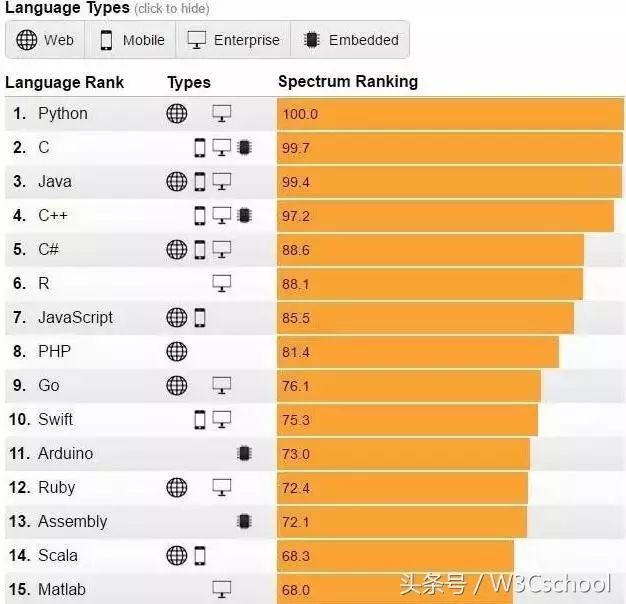 Language Types (click to hide)
Web Mobile Enterprise Embedded
Language Rank Types Spectrum Ranking
1. Python 100.0
2. C 99.7
3. Java 99.4
4. C++ 97.2
5. C# 88.6
6. R 88.1
7. JavaScript 85.5
8. PHP 81.4
9. Go 76.1
10. Swift 75.3
11. Arduino 73.0
12. Ruby 72.4
13. Assembly 72.1
14. Scala 68.3
15. Matlab 68.0
头条号 / W3Cschool